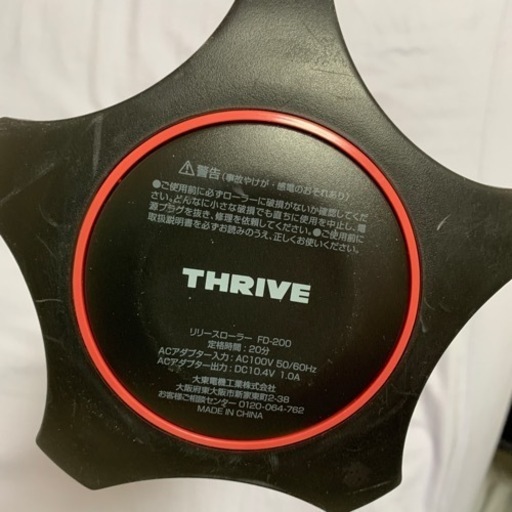 ⚠警告(事故やけが・感電のおそれあり)
●ご使用前に必ずローラーに破損がないか確認してくだ
さい。どんなに小さな破損でも直ちに使用を中止し、電
源プラグを抜き、修理を依頼してください。●ご使用前に
取扱説明書を必ずお読みのうえ、正しくお使いください。
THRIVE
リリースローラー FD-200
定格時間:20分
ACアダプター入力:AC100V 50/60Hz
ACアダプター出力:DC10.4V 1.0A
大東電機工業株式会社
大阪府東大阪市新家東町2-38
お客様ご相談センター 0120-064-762
MADE IN CHINA